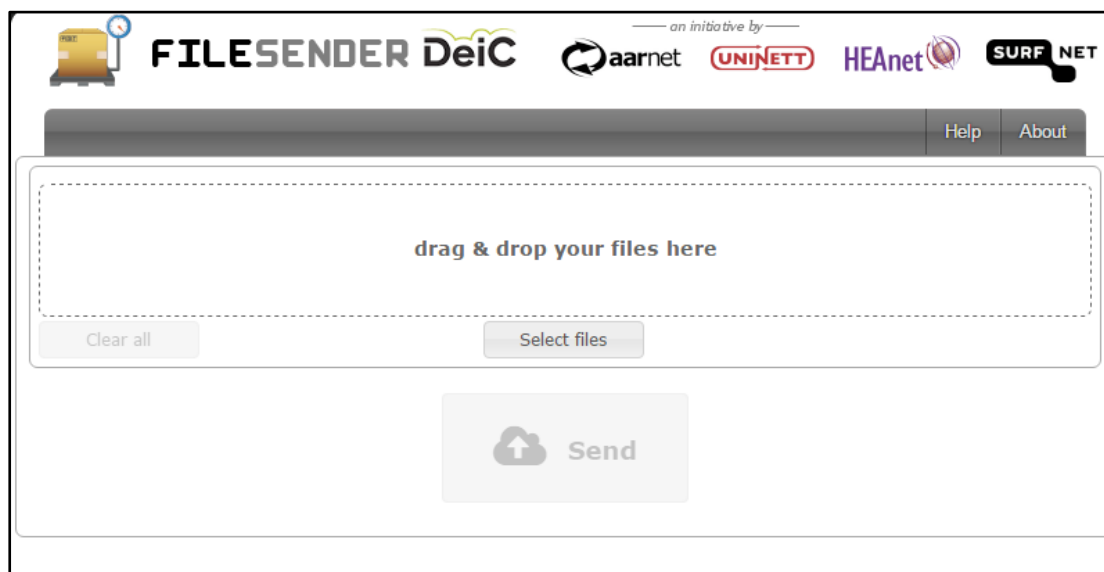 an initiative by
FILESENDER DeiC aarnet UNINETT HEAnet SURF NET
Help About
drag & drop your files here
Clear all Select files
Send